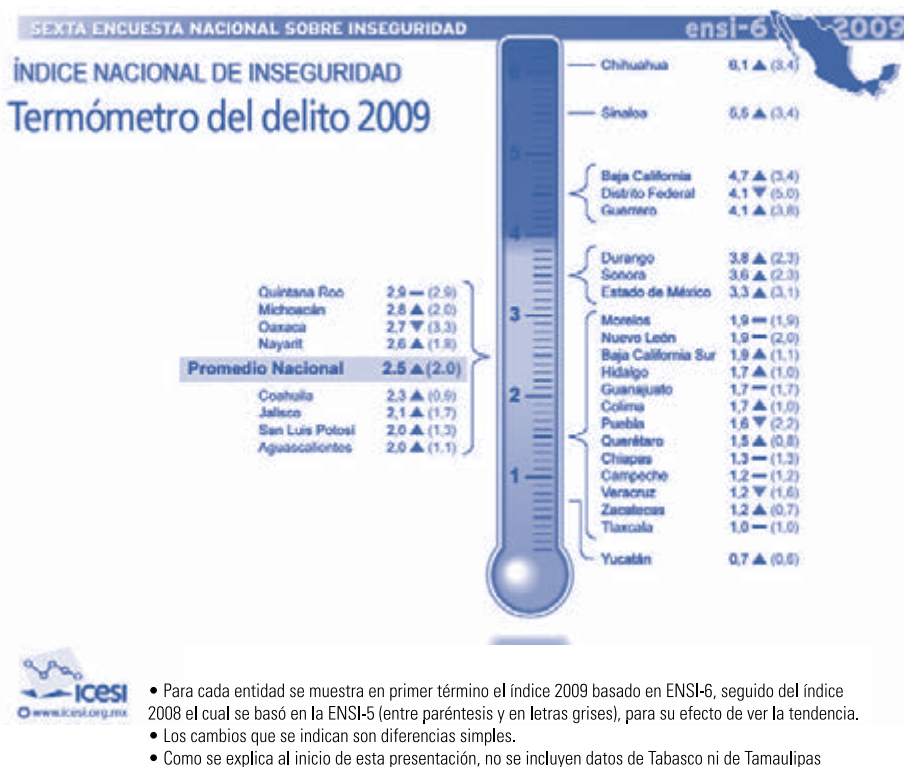 SEXTA ENCUESTA NACIONAL SOBRE INSEGURIDAD
ensi-6 2009
ÍNDICE NACIONAL DE INSEGURIDAD
Termómetro del delito 2009
6
5
4
3
2
1
Chihuahua 6,1 ▲ (3,4)
Sinaloa 5,5 ▲ (3,4)
Baja California 4,7 ▲ (3,4)
Distrito Federal 4.1 ▼ (5.0)
Guerrero 4,1 ▲ (3,8)
Durango 3.8 ▲ (2,3)
Sonora 3.6 ▲ (2.3)
Estado de México 3,3 ▲ (3,1)
Quintana Roo 2,9 — (2.9)
Michoacán 2,8 ▲ (2.0)
Oaxaca 2,7 ▼ (3,3)
Nayarit 2,6 ▲ (1,8)
Promedio Nacional 2.5 ▲ (2.0)
Coahuila 2,3 ▲ (0,9)
Jalisco 2,1 ▲ (1,7)
San Luis Potosí 2,0 ▲ (1,3)
Aguascalientes 2,0 ▲ (1.1)
Morelos 1,9 — (1,9)
Nuevo León 1,9 — (2,0)
Baja California Sur 1,9 ▲ (1,1)
Hidalgo 1,7 ▲ (1,0)
Guanajuato 1,7 — (1,7)
Colima 1,7 ▲ (1,0)
Puebla 1,6 ▼ (2,2)
Querétaro 1,5 ▲ (0,8)
Chiapas 1,3 — (1,3)
Campeche 1,2 — (1,2)
Veracruz 1,2 ▼ (1,6)
Zacatecas 1,2 ▲ (0,7)
Tlaxcala 1,0 — (1,0)
Yucatán 0,7 ▲ (0,6)
ICESI
www.icesi.org.mx
• Para cada entidad se muestra en primer término el índice 2009 basado en ENSI-6, seguido del índice
2008 el cual se basó en la ENSI-5 (entre paréntesis y en letras grises), para su efecto de ver la tendencia.
• Los cambios que se indican son diferencias simples.
• Como se explica al inicio de esta presentación, no se incluyen datos de Tabasco ni de Tamaulipas